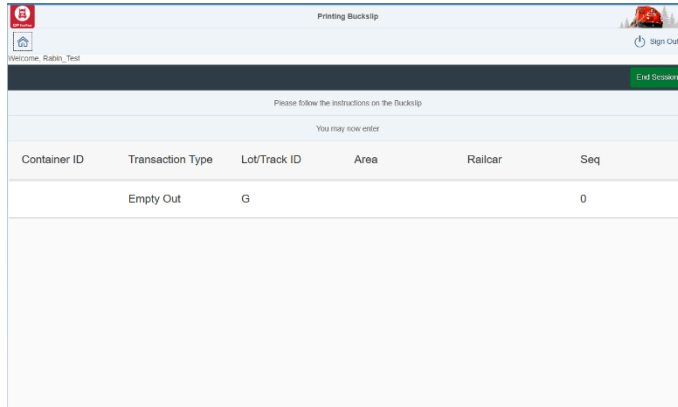 Printing Buckslip
Sign Out
Welcome, Rabin_Test
End Session
Please follow the instructions on the Buckslip
You may now enter
Container ID Transaction Type Lot/Track ID Area Railcar Seq
Empty Out G 0